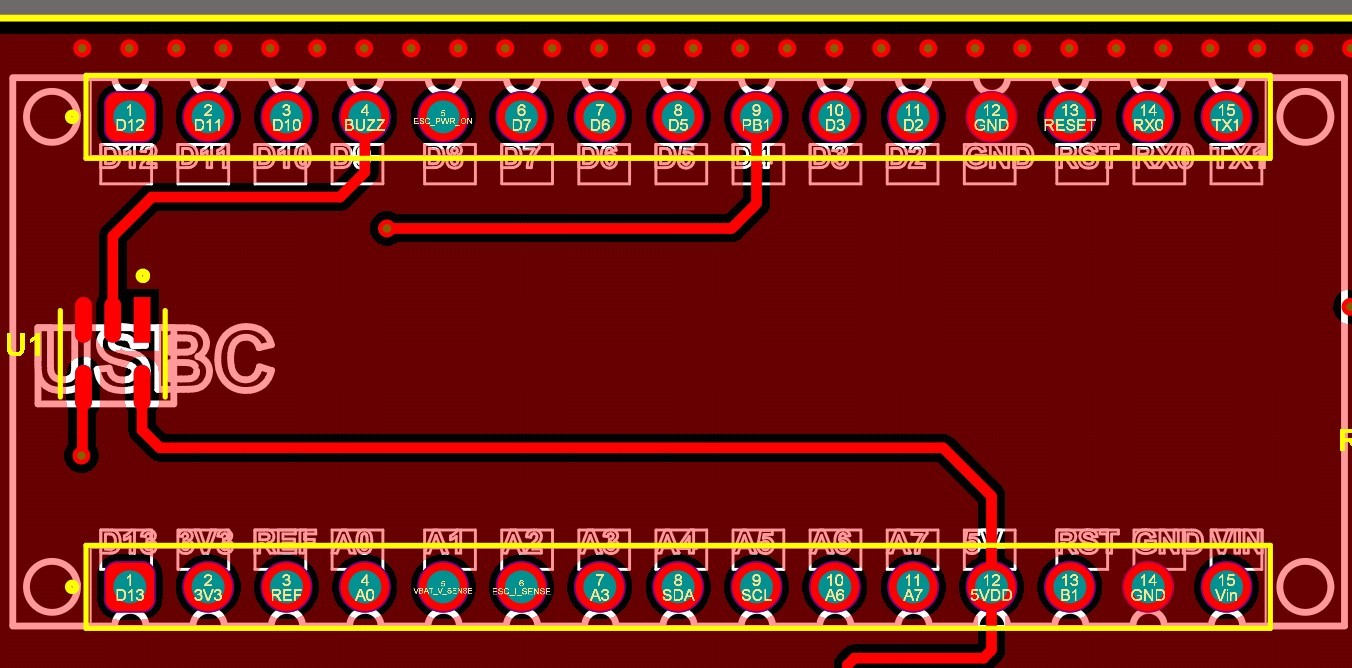 1 2 3 4 5 6 7 8 9 10 11 12 13 14 15
D12 D11 D10 BUZZ ESC_PWR_ON D7 D6 D5 PB1 D3 D2 GND RESET RX0 TX1
D12 D11 D10 D9 D8 D7 D6 D5 D4 D3 D2 GND RST RX0 TX1
U1
USBC
D13 3V3 REF A0 A1 A2 A3 A4 A5 A6 A7 5V RST GND VIN
1 2 3 4 5 6 7 8 9 10 11 12 13 14 15
D13 3V3 REF A0 VBAT_V_SENSE ESC_I_SENSE A3 SDA SCL A6 A7 5VDD B1 GND Vin